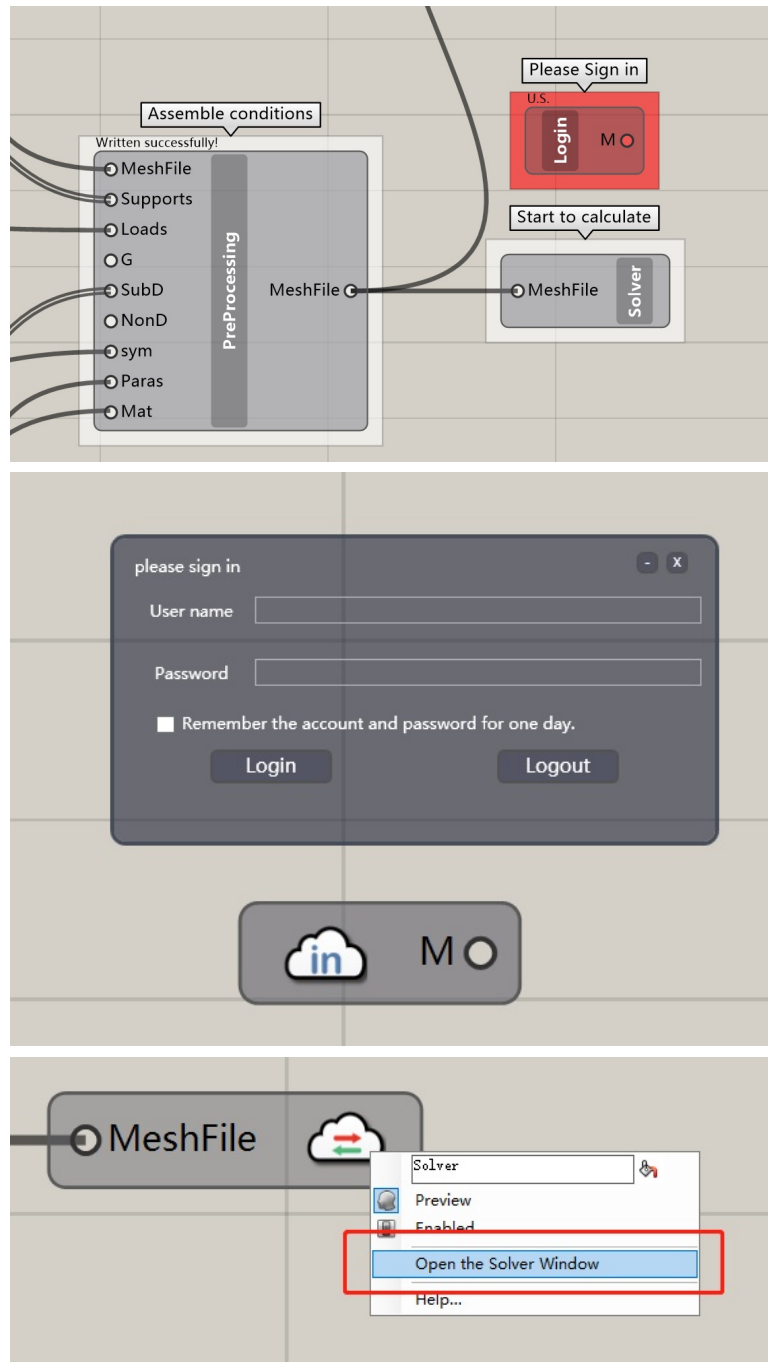 Please Sign in
U.S.
Login
M
Assemble conditions
Written successfully!
MeshFile
Supports
Loads
G
SubD
NonD
sym
Paras
Mat
PreProcessing
MeshFile
Start to calculate
MeshFile
Solver
please sign in
- X
User name
Password
Remember the account and password for one day.
Login
Logout
in
M
MeshFile
Solver
Preview
Enabled
Open the Solver Window
Help...